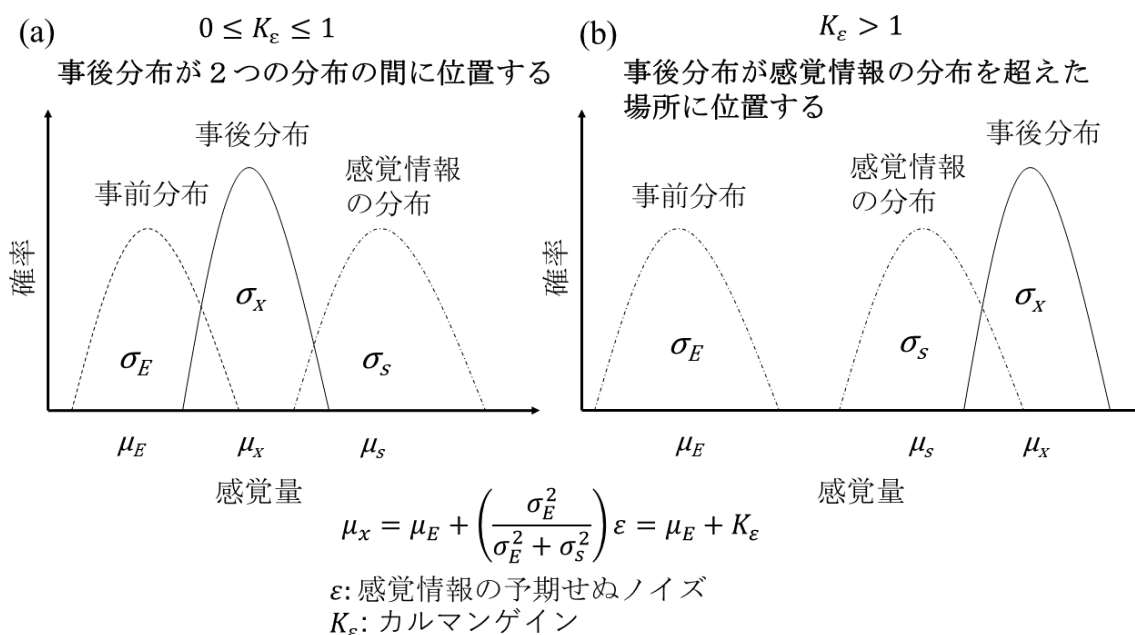 (a) 0 ≤ K_ε ≤ 1
事後分布が２つの分布の間に位置する
事後分布
事前分布
感覚情報
の分布
確率
σ_E
σ_x
σ_s
μ_E
μ_x
μ_s
感覚量
(b) K_ε > 1
事後分布が感覚情報の分布を超えた
場所に位置する
事後分布
感覚情報
の分布
事前分布
確率
σ_E
σ_s
σ_x
μ_E
μ_s
μ_x
感覚量
μ_x = μ_E + (σ_E^2 / (σ_E^2 + σ_s^2)) ε = μ_E + K_ε
ε: 感覚情報の予期せぬノイズ
K_ε: カルマンゲイン